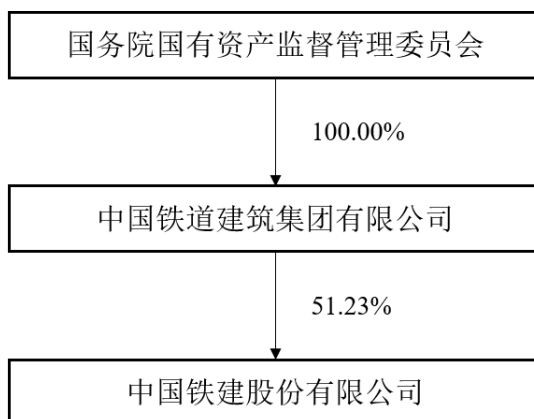 国务院国有资产监督管理委员会
100.00%
中国铁道建筑集团有限公司
51.23%
中国铁建股份有限公司